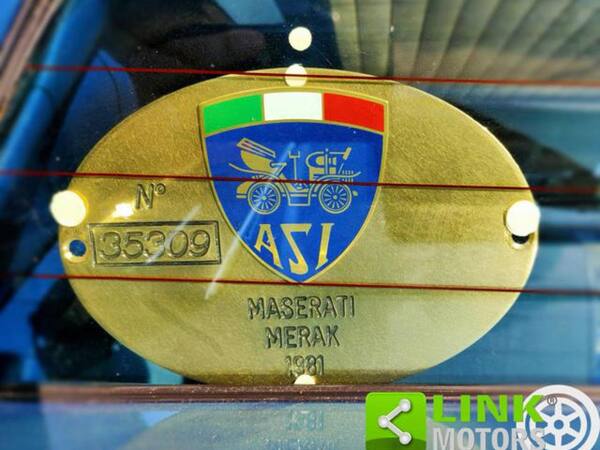 N°
35309
ASI
MASERATI
MERAK
1981
LINK®
MOTORS